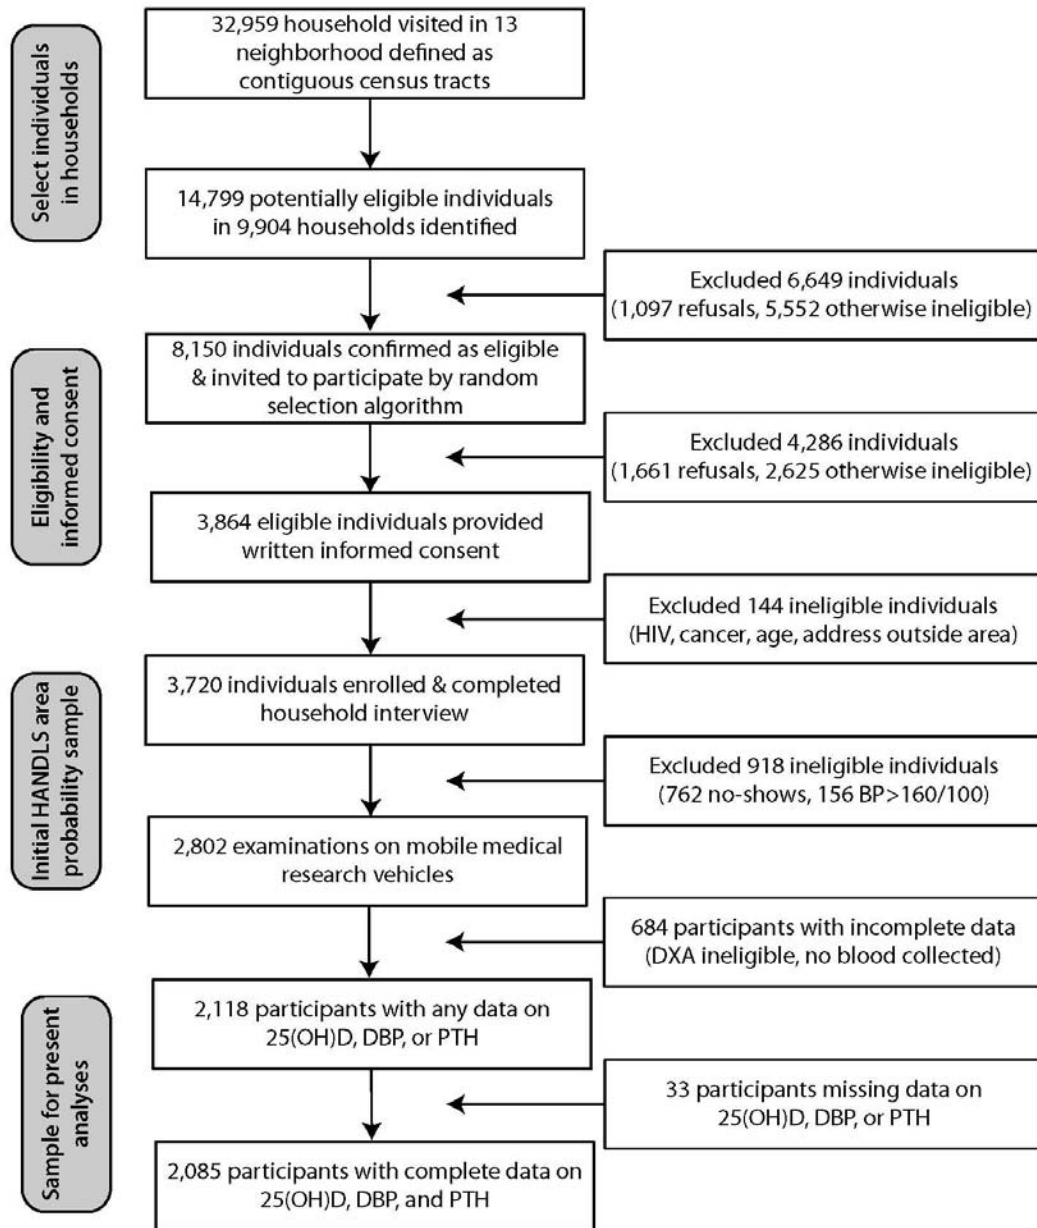 Select individuals
in households
32,959 household visited in 13
neighborhood defined as
contiguous census tracts
14,799 potentially eligible individuals
in 9,904 households identified
Excluded 6,649 individuals
(1,097 refusals, 5,552 otherwise ineligible)
Eligibility and
informed consent
8,150 individuals confirmed as eligible
& invited to participate by random
selection algorithm
Excluded 4,286 individuals
(1,661 refusals, 2,625 otherwise ineligible)
3,864 eligible individuals provided
written informed consent
Excluded 144 ineligible individuals
(HIV, cancer, age, address outside area)
Initial HANDLS area
probability sample
3,720 individuals enrolled & completed
household interview
Excluded 918 ineligible individuals
(762 no-shows, 156 BP>160/100)
2,802 examinations on mobile medical
research vehicles
684 participants with incomplete data
(DXA ineligible, no blood collected)
Sample for present
analyses
2,118 participants with any data on
25(OH)D, DBP, or PTH
33 participants missing data on
25(OH)D, DBP, or PTH
2,085 participants with complete data on
25(OH)D, DBP, and PTH